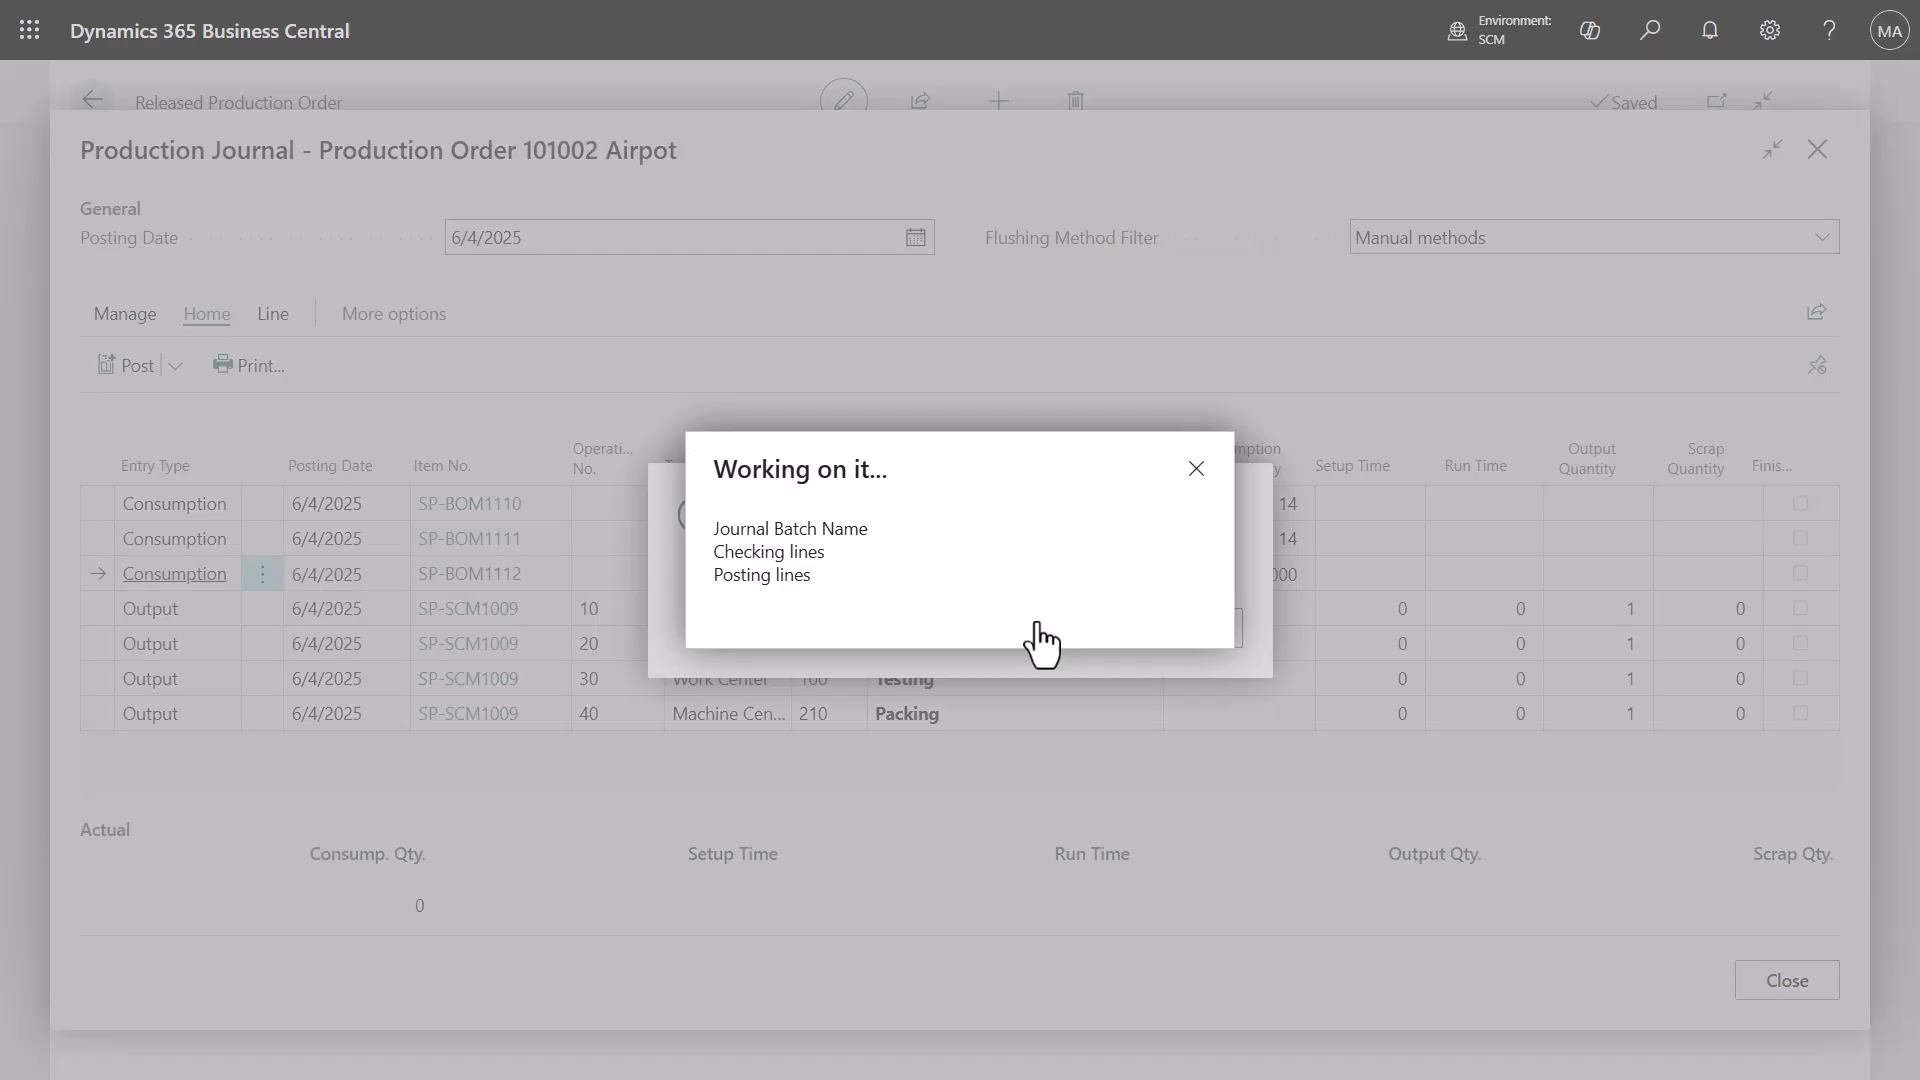 Dynamics 365 Business Central
Environment:
SCM
MA
Released Production Order
Saved
Production Journal - Production Order 101002 Airpot
General
Posting Date 6/4/2025 Flushing Method Filter Manual methods
Manage Home Line More options
Post Print...
Entry Type Posting Date Item No. Operati... No. Setup Time Run Time Output Quantity Scrap Quantity Finis...
Consumption 6/4/2025 SP-BOM1110 14
Consumption 6/4/2025 SP-BOM1111 14
Consumption 6/4/2025 SP-BOM1112
Output 6/4/2025 SP-SCM1009 10 0 0 1 0
Output 6/4/2025 SP-SCM1009 20 0 0 1 0
Output 6/4/2025 SP-SCM1009 30 Work Center 100 Testing 0 0 1 0
Output 6/4/2025 SP-SCM1009 40 Machine Cen... 210 Packing 0 0 1 0
Working on it...
Journal Batch Name
Checking lines
Posting lines
Actual
Consump. Qty. Setup Time Run Time Output Qty. Scrap Qty.
0
Close